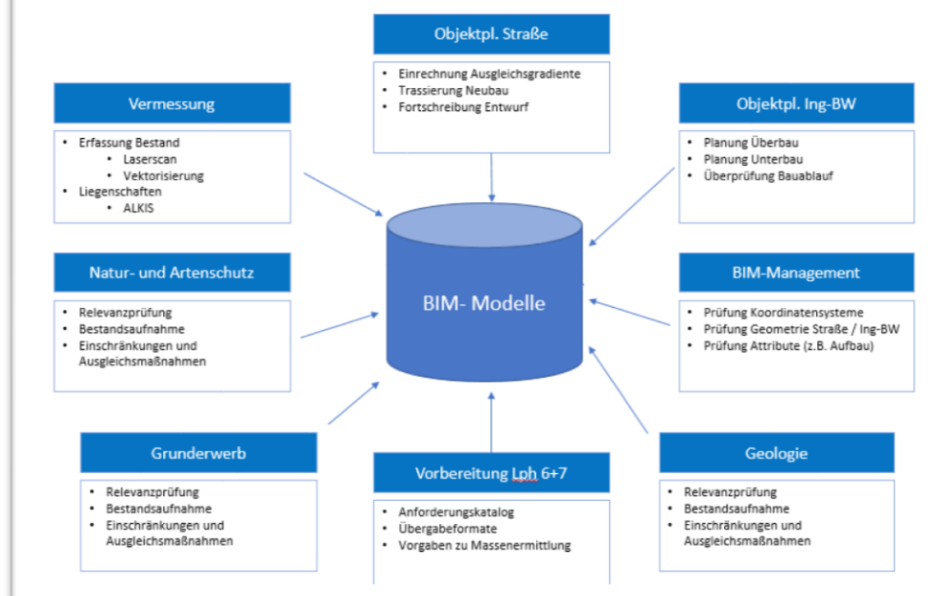 Objektpl. Straße
• Einrechnung Ausgleichsgradiente
• Trassierung Neubau
• Fortschreibung Entwurf
Vermessung
• Erfassung Bestand
• Laserscan
• Vektorisierung
• Liegenschaften
• ALKIS
Objektpl. Ing-BW
• Planung Überbau
• Planung Unterbau
• Überprüfung Bauablauf
Natur- und Artenschutz
• Relevanzprüfung
• Bestandsaufnahme
• Einschränkungen und
Ausgleichsmaßnahmen
BIM- Modelle
BIM-Management
• Prüfung Koordinatensysteme
• Prüfung Geometrie Straße / Ing-BW
• Prüfung Attribute (z.B. Aufbau)
Grunderwerb
• Relevanzprüfung
• Bestandsaufnahme
• Einschränkungen und
Ausgleichsmaßnahmen
Vorbereitung Lph 6+7
• Anforderungskatalog
• Übergabeformate
• Vorgaben zu Massenermittlung
Geologie
• Relevanzprüfung
• Bestandsaufnahme
• Einschränkungen und
Ausgleichsmaßnahmen